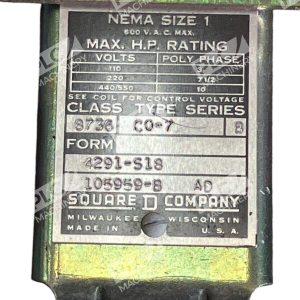 NEMA SIZE 1
600 V.A.C. MAX.
MAX. H.P. RATING
VOLTS POLY PHASE
110
220 7 1/2
440/550 10
SEE COIL FOR CONTROL VOLTAGE
CLASS TYPE SERIES
8736 CO-7 B
FORM
4291-S18
105959-B AD
SQUARE D COMPANY
MILWAUKEE WISCONSIN
MADE IN U.S.A.